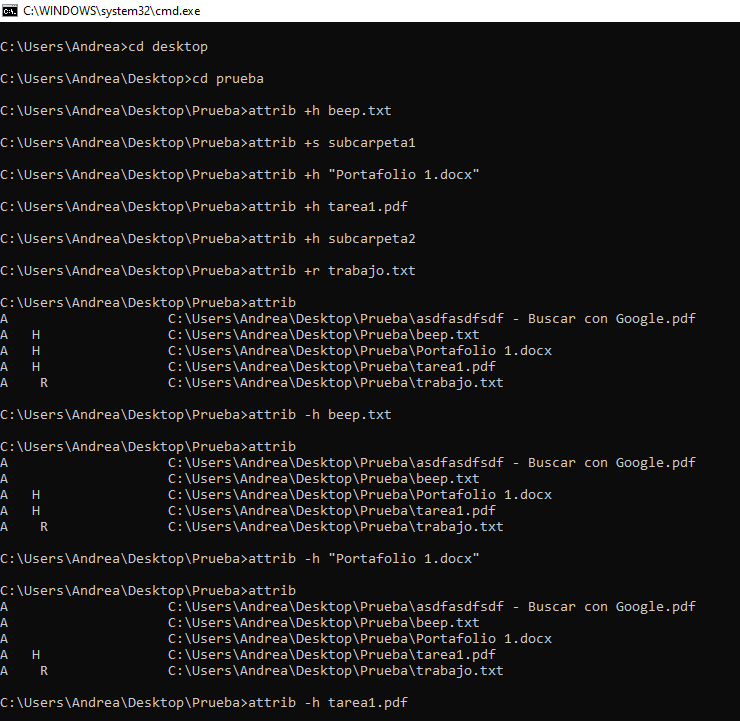 C:\WINDOWS\system32\cmd.exe
C:\Users\Andrea>cd desktop
C:\Users\Andrea\Desktop>cd prueba
C:\Users\Andrea\Desktop\Prueba>attrib +h beep.txt
C:\Users\Andrea\Desktop\Prueba>attrib +s subcarpeta1
C:\Users\Andrea\Desktop\Prueba>attrib +h "Portafolio 1.docx"
C:\Users\Andrea\Desktop\Prueba>attrib +h tarea1.pdf
C:\Users\Andrea\Desktop\Prueba>attrib +h subcarpeta2
C:\Users\Andrea\Desktop\Prueba>attrib +r trabajo.txt
C:\Users\Andrea\Desktop\Prueba>attrib
A                    C:\Users\Andrea\Desktop\Prueba\asdfasdfsdf - Buscar con Google.pdf
A   H                C:\Users\Andrea\Desktop\Prueba\beep.txt
A   H                C:\Users\Andrea\Desktop\Prueba\Portafolio 1.docx
A   H                C:\Users\Andrea\Desktop\Prueba\tarea1.pdf
A    R               C:\Users\Andrea\Desktop\Prueba\trabajo.txt
C:\Users\Andrea\Desktop\Prueba>attrib -h beep.txt
C:\Users\Andrea\Desktop\Prueba>attrib
A                    C:\Users\Andrea\Desktop\Prueba\asdfasdfsdf - Buscar con Google.pdf
A                    C:\Users\Andrea\Desktop\Prueba\beep.txt
A   H                C:\Users\Andrea\Desktop\Prueba\Portafolio 1.docx
A   H                C:\Users\Andrea\Desktop\Prueba\tarea1.pdf
A    R               C:\Users\Andrea\Desktop\Prueba\trabajo.txt
C:\Users\Andrea\Desktop\Prueba>attrib -h "Portafolio 1.docx"
C:\Users\Andrea\Desktop\Prueba>attrib
A                    C:\Users\Andrea\Desktop\Prueba\asdfasdfsdf - Buscar con Google.pdf
A                    C:\Users\Andrea\Desktop\Prueba\beep.txt
A                    C:\Users\Andrea\Desktop\Prueba\Portafolio 1.docx
A   H                C:\Users\Andrea\Desktop\Prueba\tarea1.pdf
A    R               C:\Users\Andrea\Desktop\Prueba\trabajo.txt
C:\Users\Andrea\Desktop\Prueba>attrib -h tarea1.pdf